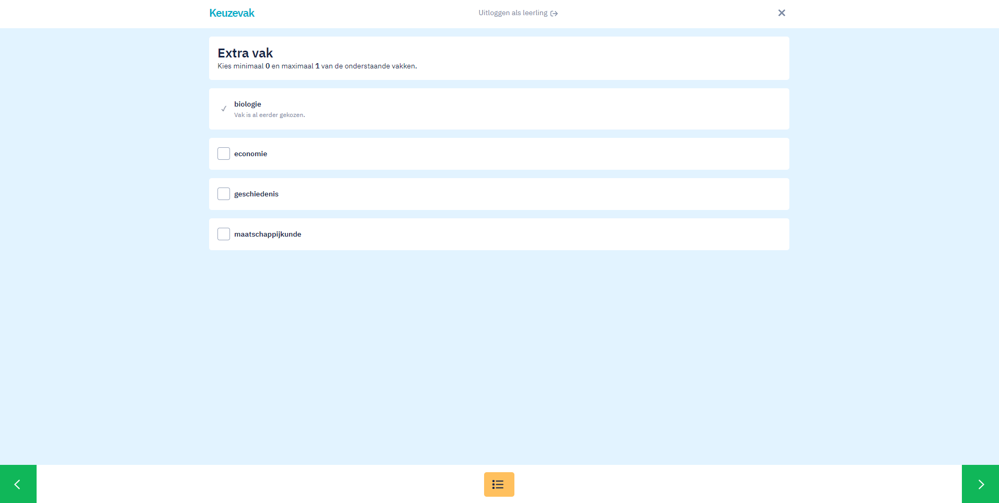 Keuzevak
Uitloggen als leerling
Extra vak
Kies minimaal 0 en maximaal 1 van de onderstaande vakken.
biologie
Vak is al eerder gekozen.
economie
geschiedenis
maatschappijkunde